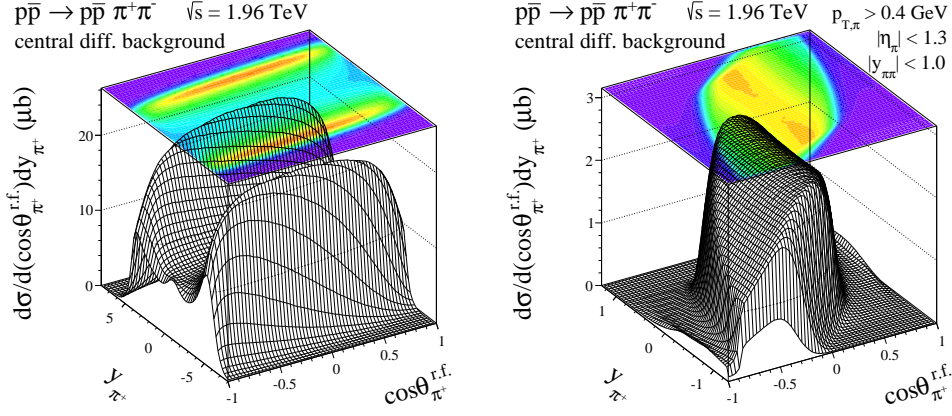 pp̄ → pp̄ π⁺π⁻ √s = 1.96 TeV
central diff. background
dσ/d(cosθ^{r.f.}_{π⁺})dy_{π⁺} (μb)
20
10
0
5
0
-5
y_{π⁺}
-1
-0.5
0
0.5
1
cosθ^{r.f.}_{π⁺}
pp̄ → pp̄ π⁺π⁻ √s = 1.96 TeV
central diff. background
p_{T,π} > 0.4 GeV
|η_π| < 1.3
|y_{ππ}| < 1.0
dσ/d(cosθ^{r.f.}_{π⁺})dy_{π⁺} (μb)
3
2
1
0
1
0
-1
y_{π⁺}
-1
-0.5
0
0.5
1
cosθ^{r.f.}_{π⁺}